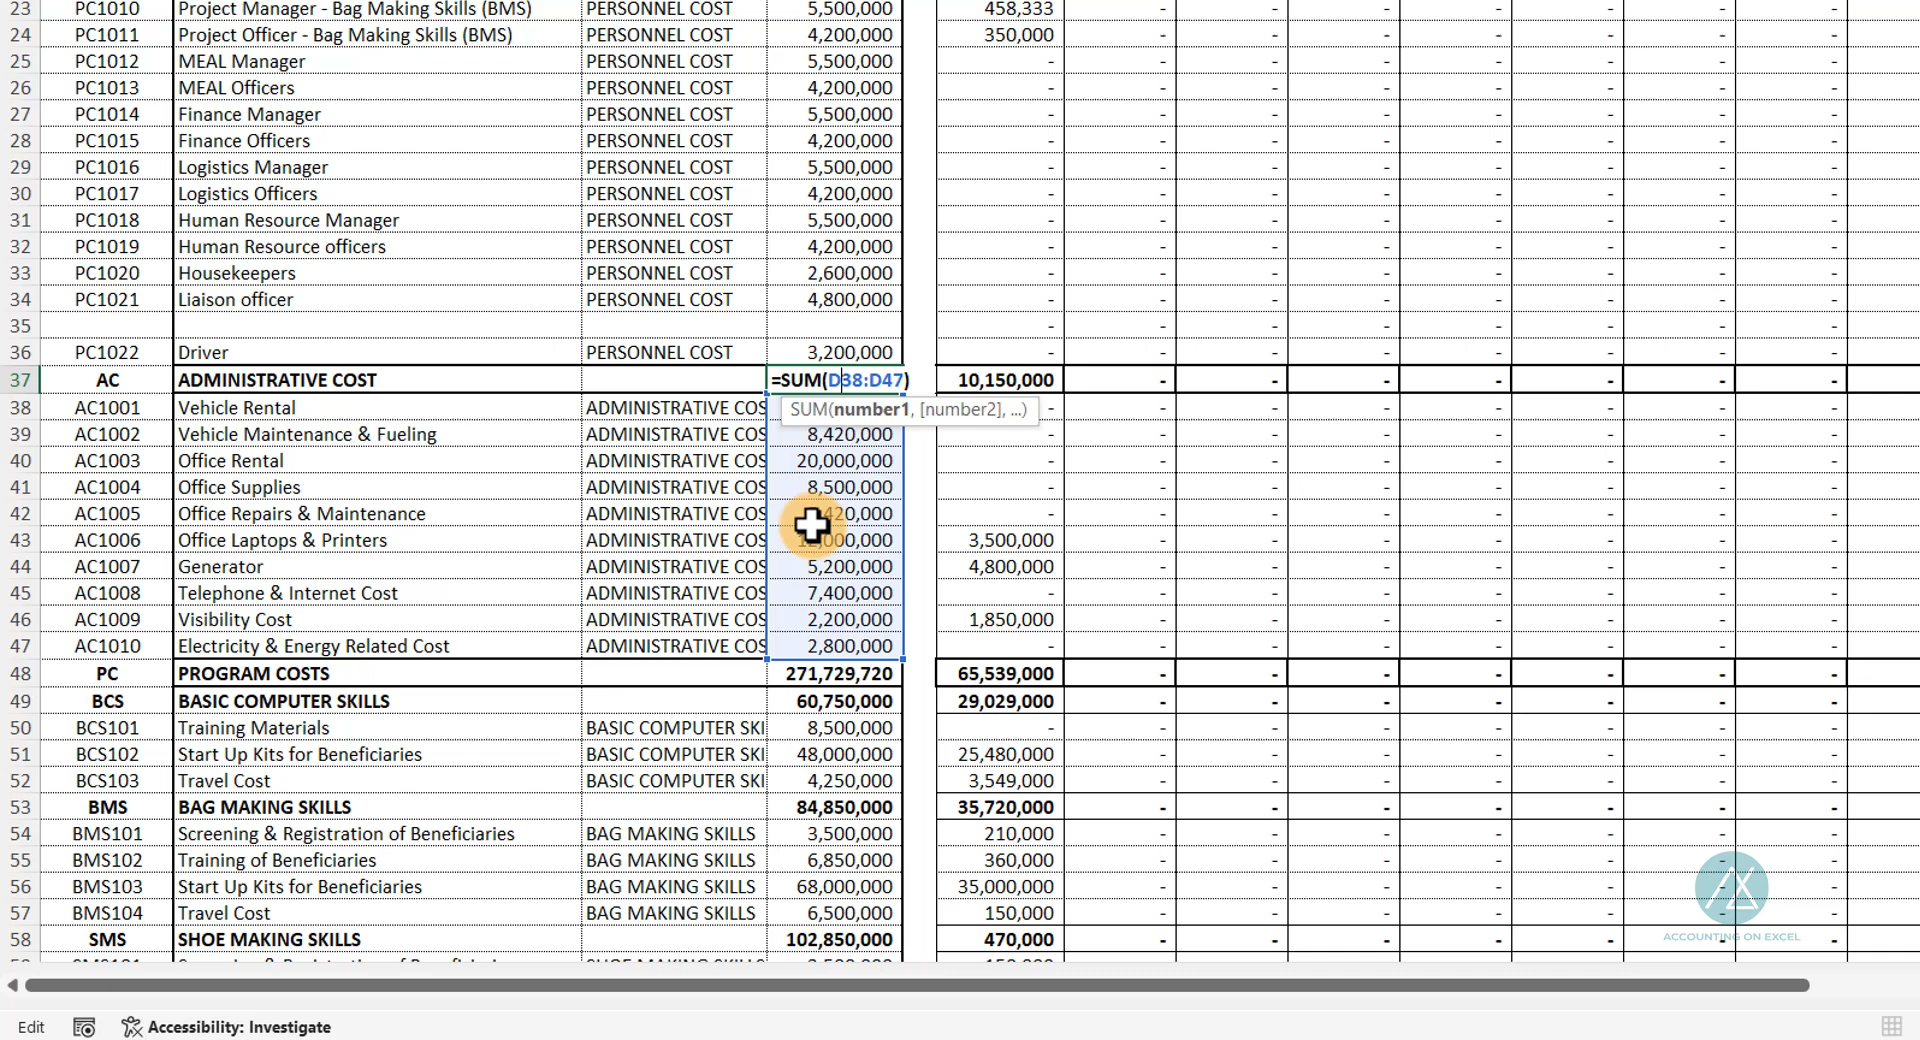 23 PC1010 Project Manager - Bag Making Skills (BMS) PERSONNEL COST 5,500,000 458,333 - - - - - - -
24 PC1011 Project Officer - Bag Making Skills (BMS) PERSONNEL COST 4,200,000 350,000 - - - - - - -
25 PC1012 MEAL Manager PERSONNEL COST 5,500,000 - - - - - - - -
26 PC1013 MEAL Officers PERSONNEL COST 4,200,000 - - - - - - - -
27 PC1014 Finance Manager PERSONNEL COST 5,500,000 - - - - - - - -
28 PC1015 Finance Officers PERSONNEL COST 4,200,000 - - - - - - - -
29 PC1016 Logistics Manager PERSONNEL COST 5,500,000 - - - - - - - -
30 PC1017 Logistics Officers PERSONNEL COST 4,200,000 - - - - - - - -
31 PC1018 Human Resource Manager PERSONNEL COST 5,500,000 - - - - - - - -
32 PC1019 Human Resource officers PERSONNEL COST 4,200,000 - - - - - - - -
33 PC1020 Housekeepers PERSONNEL COST 2,600,000 - - - - - - - -
34 PC1021 Liaison officer PERSONNEL COST 4,800,000 - - - - - - - -
35 - - - - - - - -
36 PC1022 Driver PERSONNEL COST 3,200,000 - - - - - - - -
37 AC ADMINISTRATIVE COST =SUM(D38:D47) 10,150,000 - - - - - - -
38 AC1001 Vehicle Rental ADMINISTRATIVE COS SUM(number1, [number2], ...) - - - - - - - -
39 AC1002 Vehicle Maintenance & Fueling ADMINISTRATIVE COS 8,420,000 - - - - - - - -
40 AC1003 Office Rental ADMINISTRATIVE COS 20,000,000 - - - - - - - -
41 AC1004 Office Supplies ADMINISTRATIVE COS 8,500,000 - - - - - - - -
42 AC1005 Office Repairs & Maintenance ADMINISTRATIVE COS - - - - - - - -
43 AC1006 Office Laptops & Printers ADMINISTRATIVE COS 12,000,000 3,500,000 - - - - - - -
44 AC1007 Generator ADMINISTRATIVE COS 5,200,000 4,800,000 - - - - - - -
45 AC1008 Telephone & Internet Cost ADMINISTRATIVE COS 7,400,000 - - - - - - - -
46 AC1009 Visibility Cost ADMINISTRATIVE COS 2,200,000 1,850,000 - - - - - - -
47 AC1010 Electricity & Energy Related Cost ADMINISTRATIVE COS 2,800,000 - - - - - - - -
48 PC PROGRAM COSTS 271,729,720 65,539,000 - - - - - - -
49 BCS BASIC COMPUTER SKILLS 60,750,000 29,029,000 - - - - - - -
50 BCS101 Training Materials BASIC COMPUTER SKI 8,500,000 - - - - - - - -
51 BCS102 Start Up Kits for Beneficiaries BASIC COMPUTER SKI 48,000,000 25,480,000 - - - - - - -
52 BCS103 Travel Cost BASIC COMPUTER SKI 4,250,000 3,549,000 - - - - - - -
53 BMS BAG MAKING SKILLS 84,850,000 35,720,000 - - - - - - -
54 BMS101 Screening & Registration of Beneficiaries BAG MAKING SKILLS 3,500,000 210,000 - - - - - - -
55 BMS102 Training of Beneficiaries BAG MAKING SKILLS 6,850,000 360,000 - - - - - - -
56 BMS103 Start Up Kits for Beneficiaries BAG MAKING SKILLS 68,000,000 35,000,000 - - - - - - -
57 BMS104 Travel Cost BAG MAKING SKILLS 6,500,000 150,000 - - - - - - -
58 SMS SHOE MAKING SKILLS 102,850,000 470,000 - - - - - - -
ACCOUNTING ON EXCEL
Edit Accessibility: Investigate